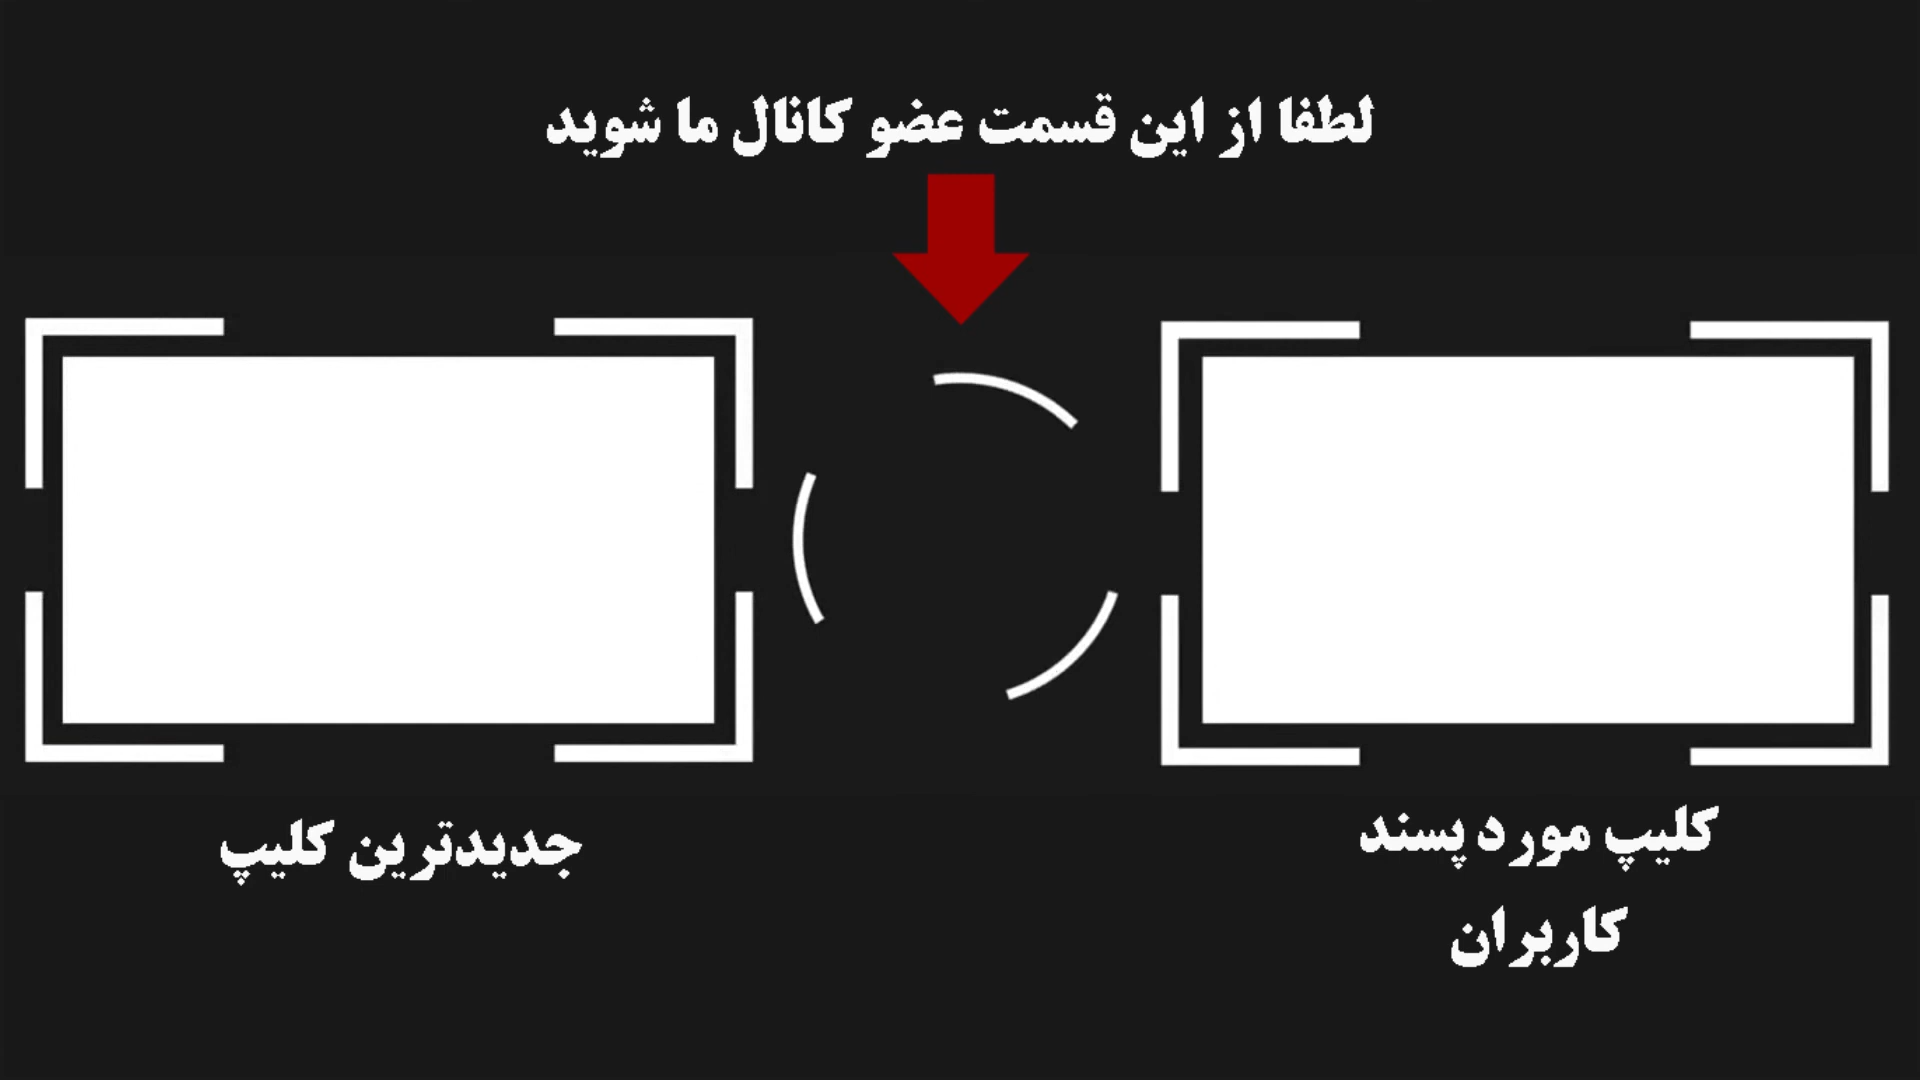 لطفا از این قسمت عضو کانال ما شوید
کلیپ مورد پسند
کاربران
جدیدترین کلیپ